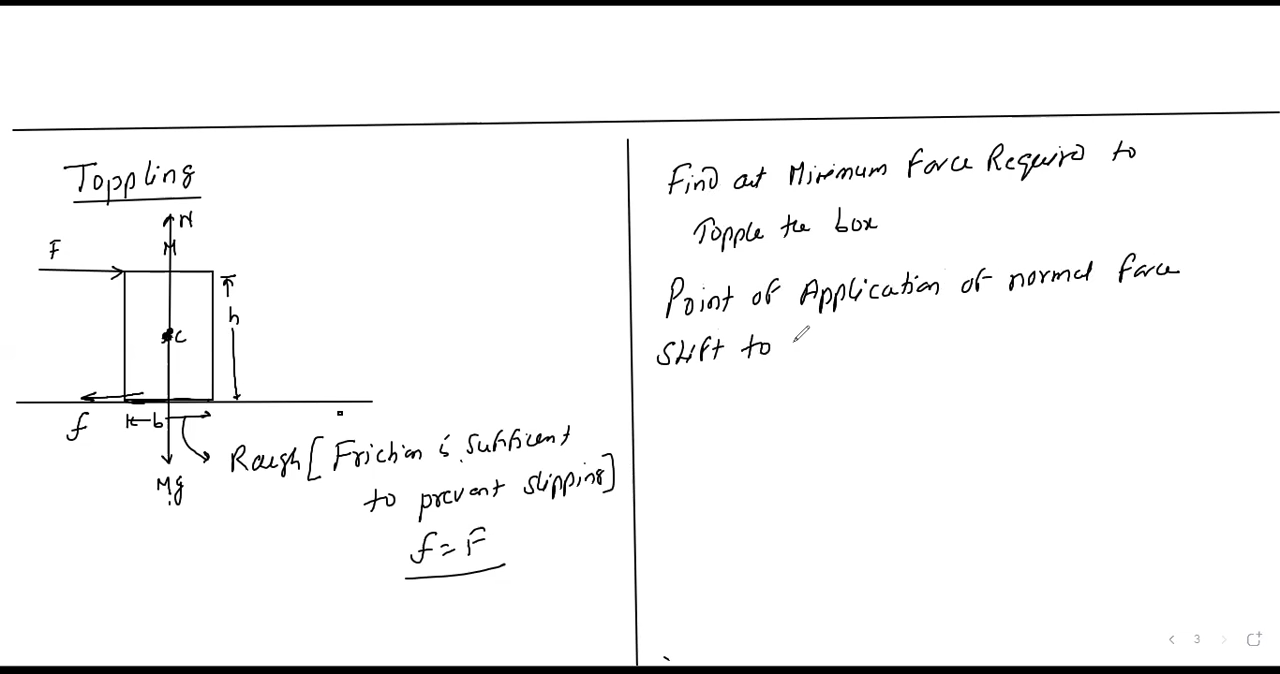 Toppling
N
M
F
h
C
f
b
Mg
Rough [Friction is sufficient
to prevent slipping]
f = F
Find out Minimum Force Required to
Topple the box
Point of Application of normal force
Shift to
3